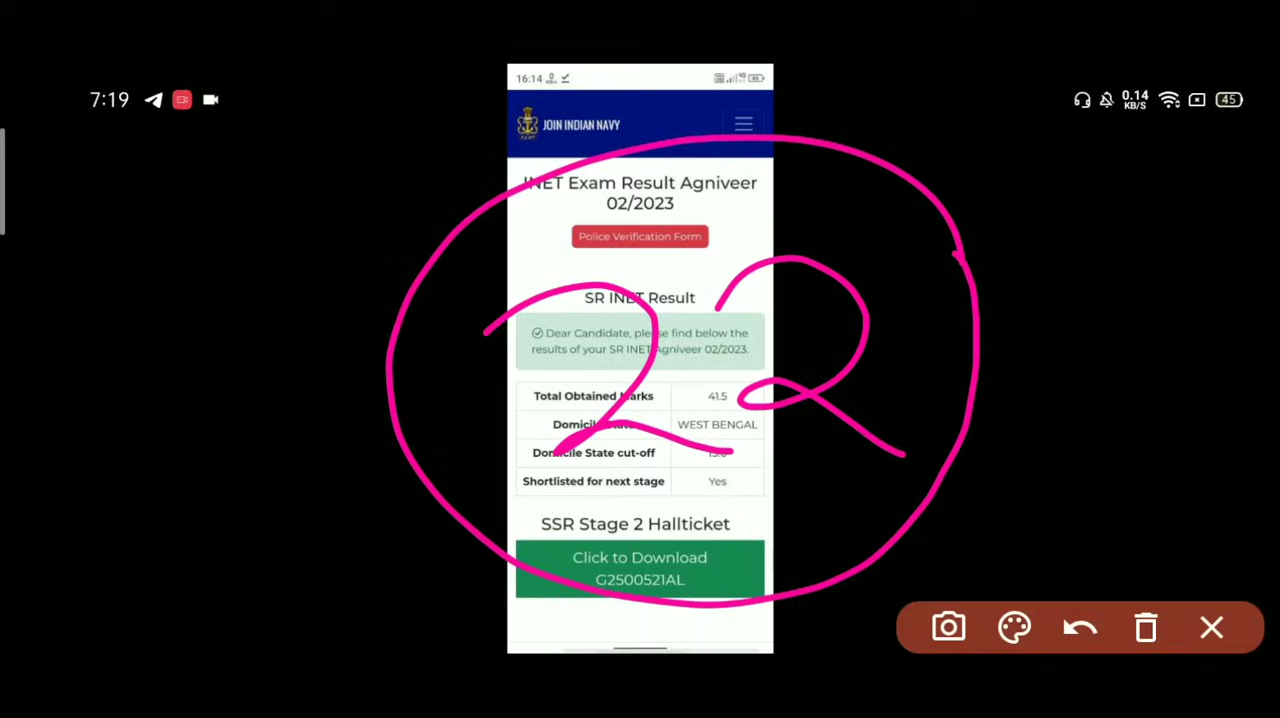 7:19
0.14
KB/S
45
16:14
JOIN INDIAN NAVY
INET Exam Result Agniveer
02/2023
Police Verification Form
SR INET Result
Dear Candidate, please find below the
results of your SR INET Agniveer 02/2023.
Total Obtained Marks 41.5
Domicile State WEST BENGAL
Domicile State cut-off
Shortlisted for next stage Yes
SSR Stage 2 Hallticket
Click to Download
G2500521AL
22